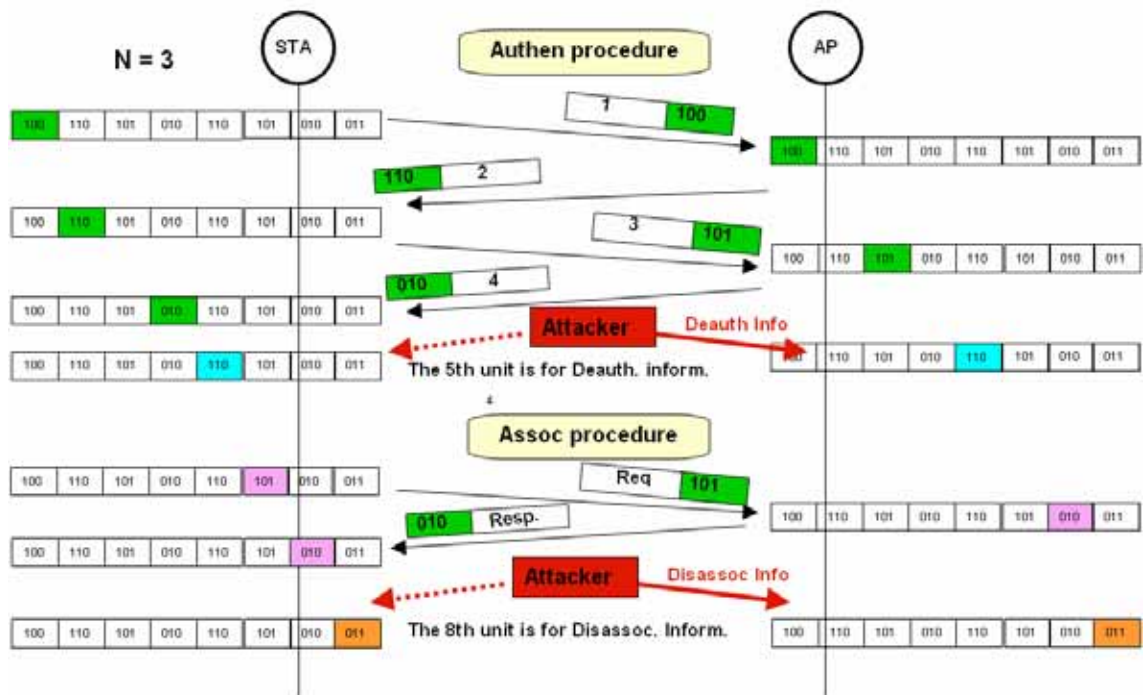 STA
Authen procedure
AP
N = 3
1 100
100 110 101 010 110 101 010 011
100 110 101 010 110 101 010 011
110 2
3 101
100 110 101 010 110 101 010 011
100 110 101 010 110 101 010 011
010 4
100 110 101 010 110 101 010 011
Attacker Deauth Info
100 110 101 010 110 101 010 011
The 5th unit is for Deauth. inform.
110 101 010 110 101 010 011
Assoc procedure
Req 101
100 110 101 010 110 101 010 011
010 Resp.
100 110 101 010 110 101 010 011
100 110 101 010 110 101 010 011
Attacker Disassoc Info
100 110 101 010 110 101 010 011
The 8th unit is for Disassoc. Inform.
100 110 101 010 110 101 010 011